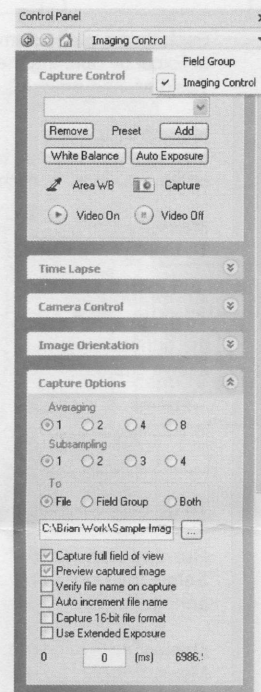 Control Panel
Imaging Control
Field Group
Imaging Control
Capture Control
Remove Preset Add
White Balance Auto Exposure
Area WB Capture
Video On Video Off
Time Lapse
Camera Control
Image Orientation
Capture Options
Averaging
1 2 4 8
Subsampling
1 2 3 4
To
File Field Group Both
C:\Brian Work\Sample Imag ...
Capture full field of view
Preview captured image
Verify file name on capture
Auto increment file name
Capture 16-bit file format
Use Extended Exposure
0 0 (ms) 6986.